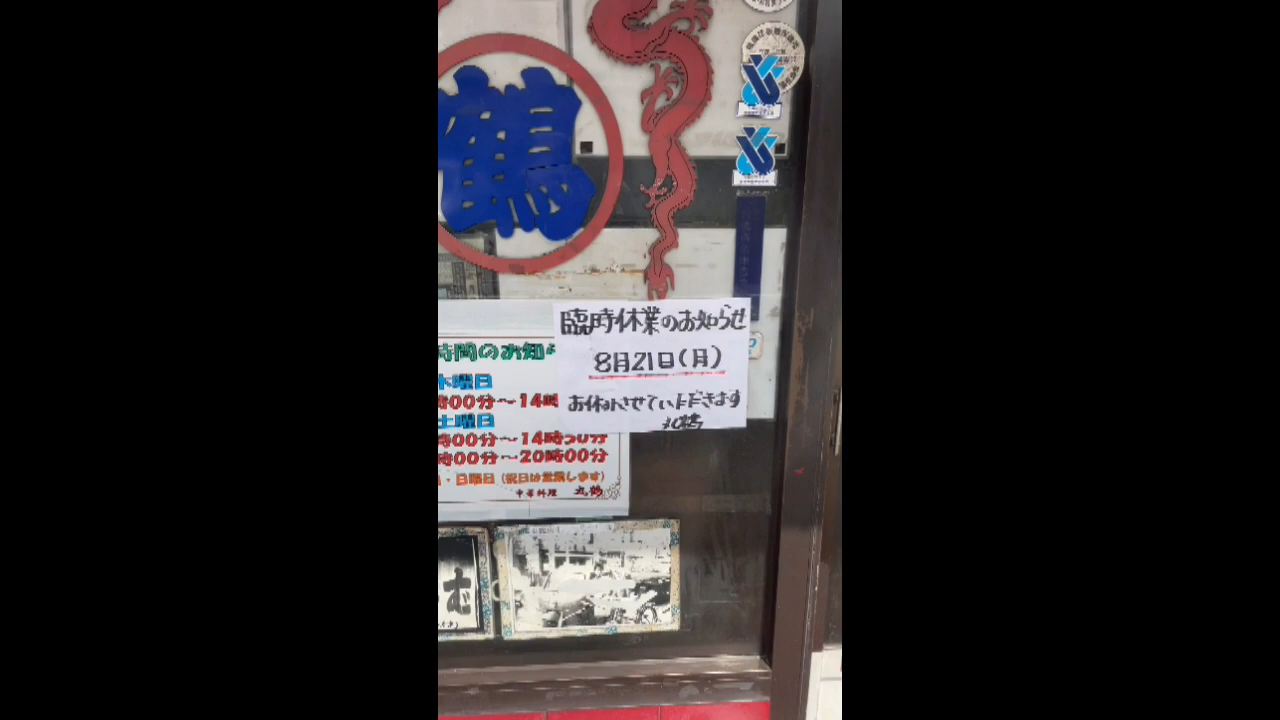 鶴
臨時休業のお知らせ
8月21日(月)
お休みさせていただきます
丸鶴
時間のお知
木曜日
時00分～14時
土曜日
時00分～14時30分
時00分～20時00分
・日曜日(祝日は営業します)
中華料理 丸鶴
む